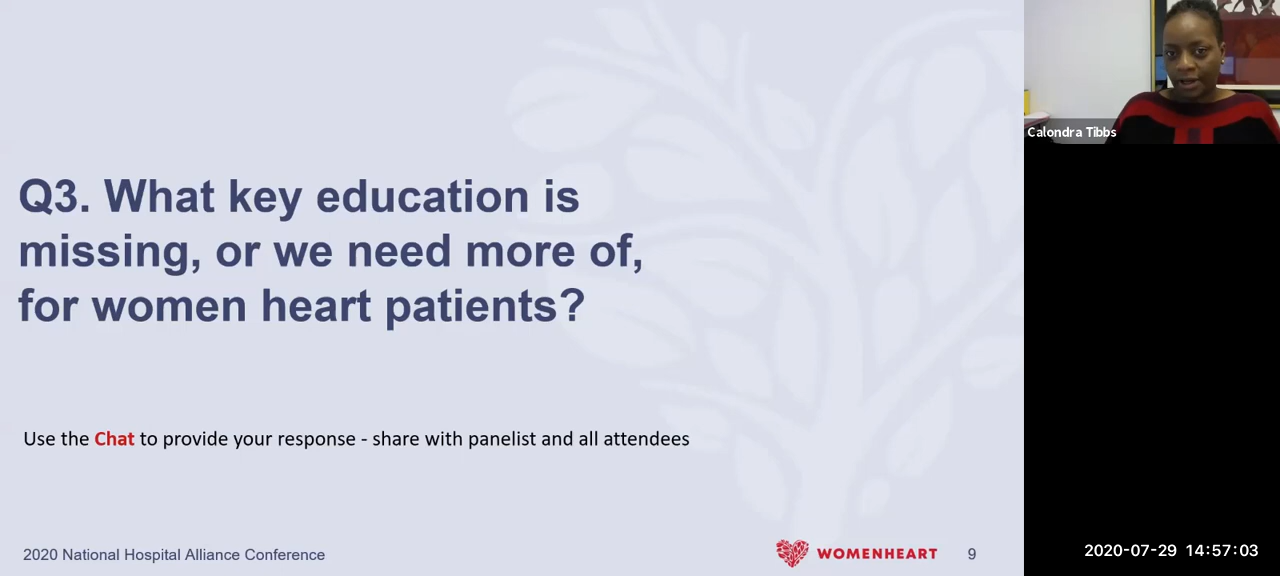 Q3. What key education is
missing, or we need more of,
for women heart patients?
Use the Chat to provide your response - share with panelist and all attendees
2020 National Hospital Alliance Conference
WOMENHEART
9
Calondra Tibbs
2020-07-29 14:57:03